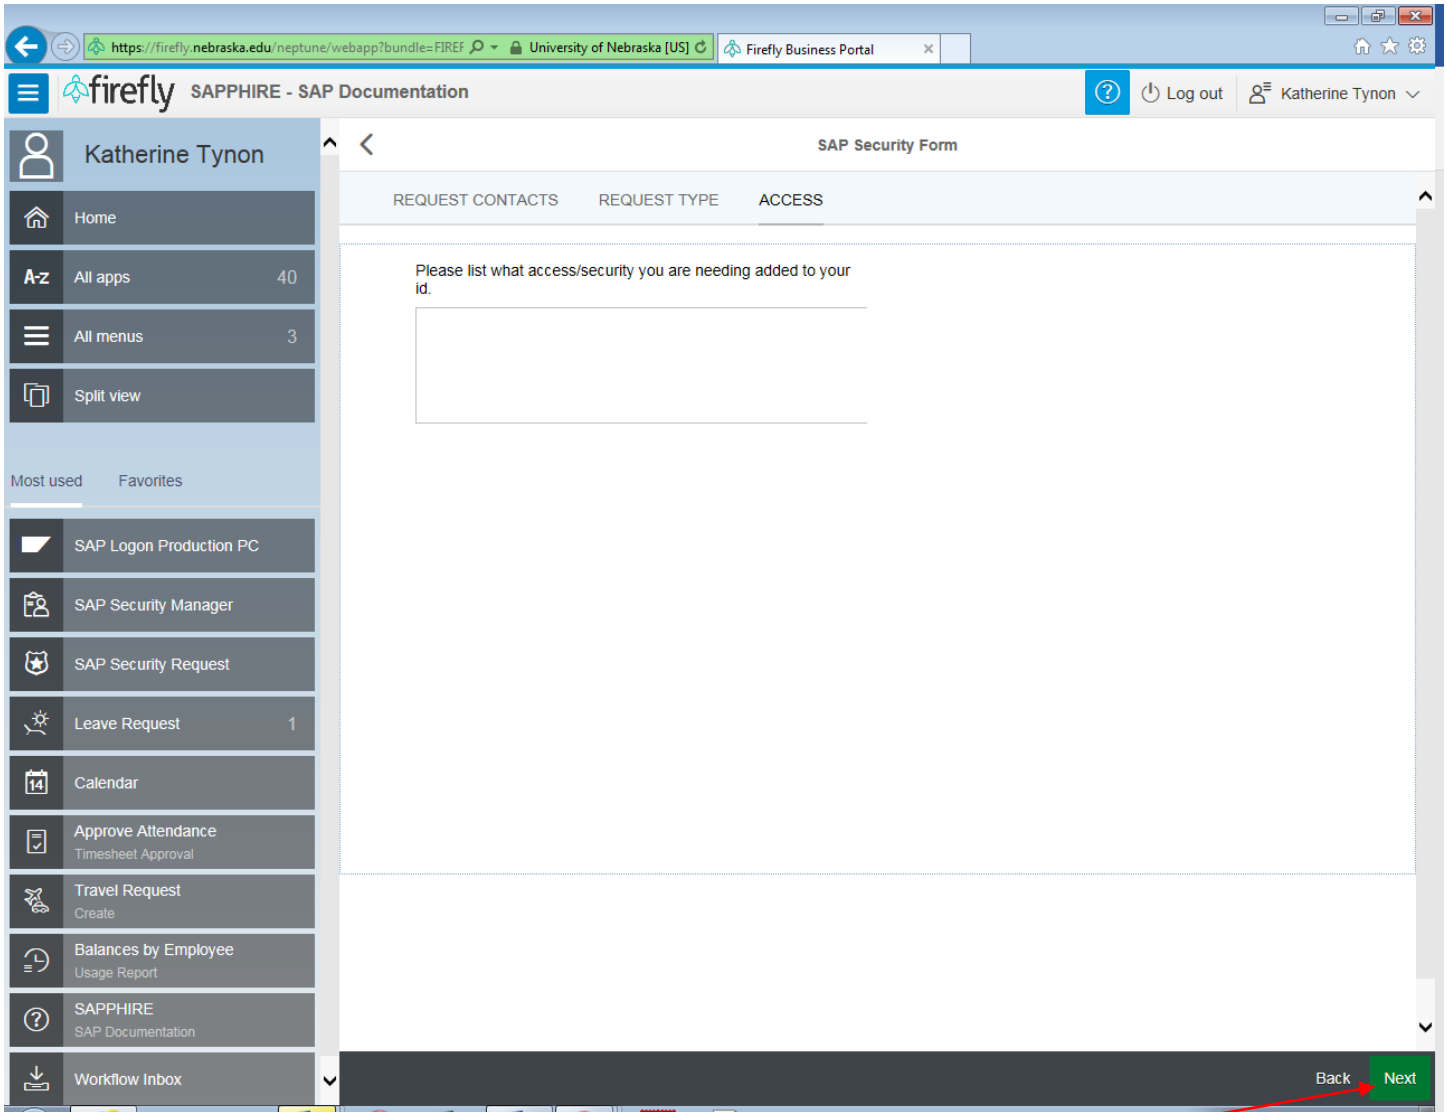 https://firefly.nebraska.edu/neptune/webapp?bundle=FIREF
University of Nebraska [US]
Firefly Business Portal
firefly
SAPPHIRE - SAP Documentation
?
Log out
Katherine Tynon
Katherine Tynon
Home
A-Z All apps 40
All menus 3
Split view
Most used Favorites
SAP Logon Production PC
SAP Security Manager
SAP Security Request
Leave Request 1
14 Calendar
Approve Attendance
Timesheet Approval
Travel Request
Create
Balances by Employee
Usage Report
? SAPPHIRE
SAP Documentation
Workflow Inbox
SAP Security Form
REQUEST CONTACTS REQUEST TYPE ACCESS
Please list what access/security you are needing added to your
id.
Back Next